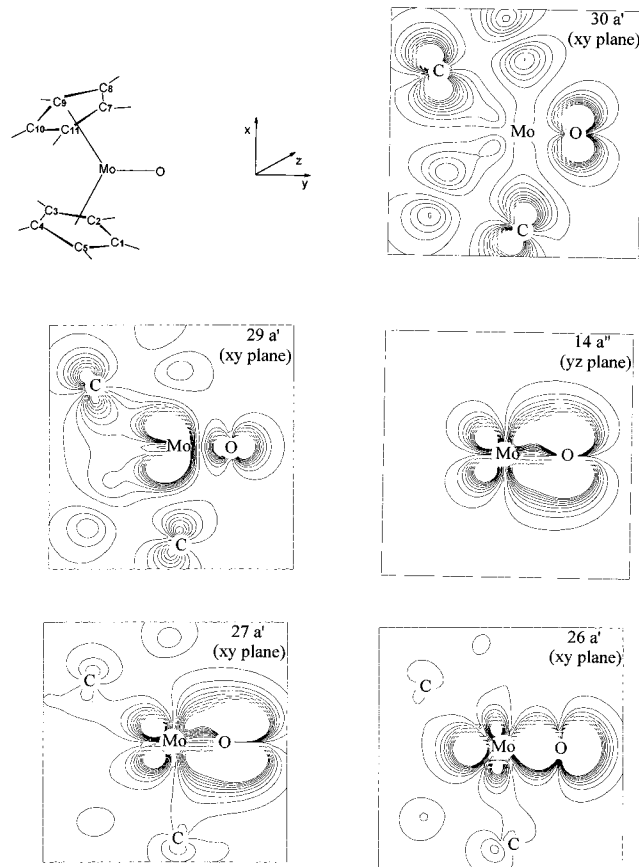 C8
C9
C7
C10
C11
Mo
O
C3
C2
C4
C1
C5
x
z
y
30 a'
(xy plane)
C
Mo
O
C
29 a'
(xy plane)
C
Mo
O
C
14 a"
(yz plane)
Mo
O
27 a'
(xy plane)
C
Mo
O
C
26 a'
(xy plane)
C
Mo
O
C